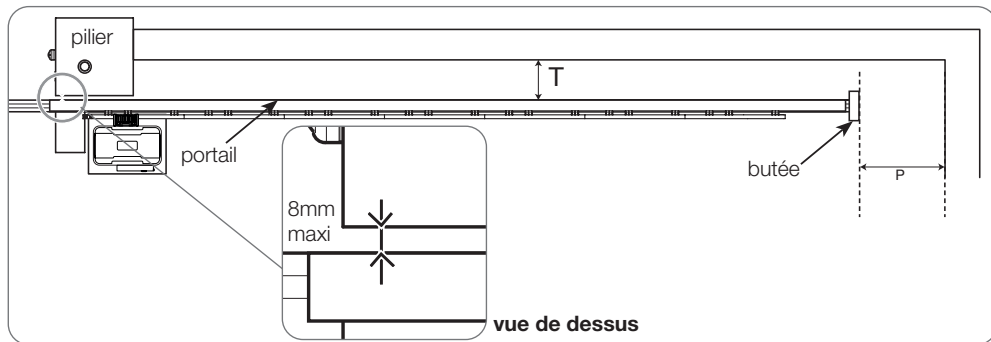 pilier
T
portail
butée
P
8mm
maxi
vue de dessus